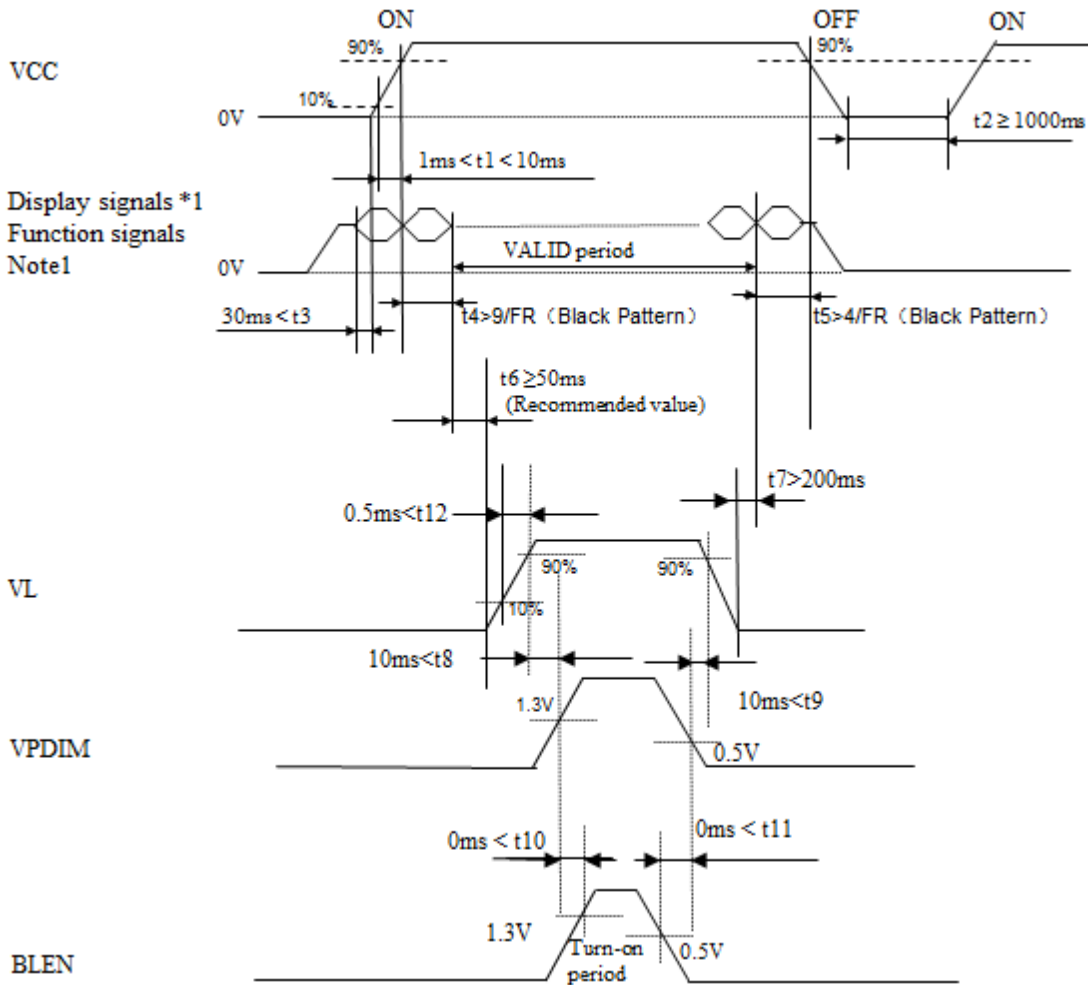 ON OFF ON
90% 90%
VCC
10%
0V
t2 ≥ 1000ms
1ms < t1 < 10ms
Display signals *1
Function signals
Note1
VALID period
0V
30ms < t3
t4>9/FR（Black Pattern）
t5>4/FR（Black Pattern）
t6 ≥50ms
(Recommended value)
t7>200ms
0.5ms<t12
90% 90%
VL
10%
10ms<t8
10ms<t9
1.3V
VPDIM
0.5V
0ms < t10
0ms < t11
1.3V
Turn-on
period
0.5V
BLEN